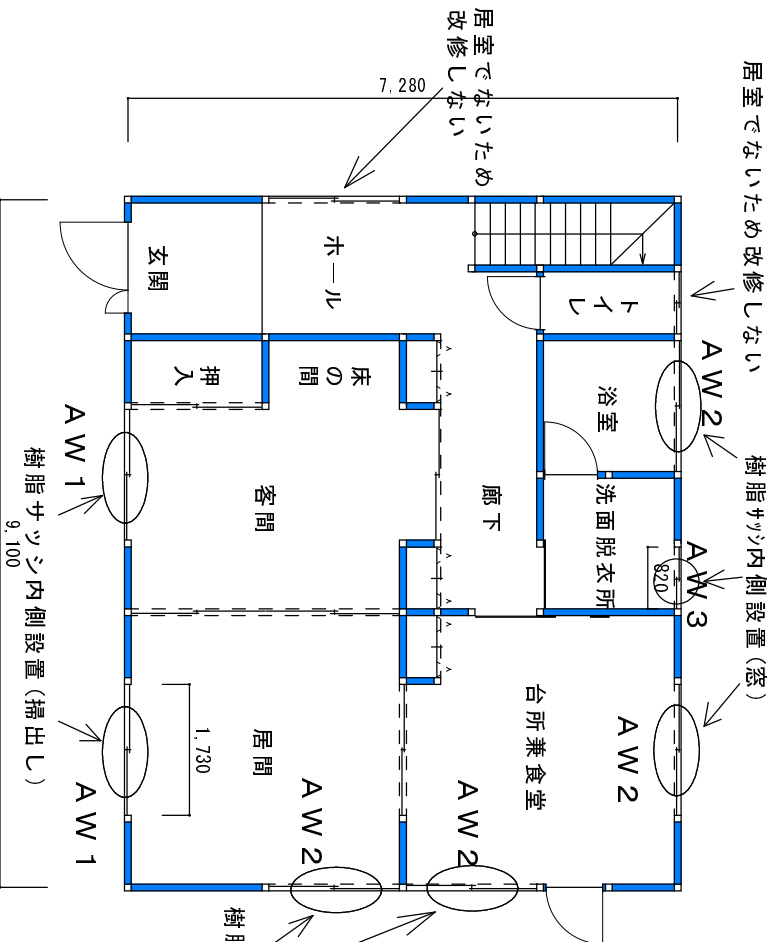 居室でないため
改修しない
居室でないため改修しない
7,280
玄関
ホール
トイレ
押入
床の間
浴室
AW2
樹脂サッシ内側設置(窓)
AW1
樹脂サッシ内側設置(掃出し)
9,100
客間
廊下
洗面脱衣所
820
AW3
台所兼食堂
AW2
居間
1,730
AW1
AW2
AW2
樹脂